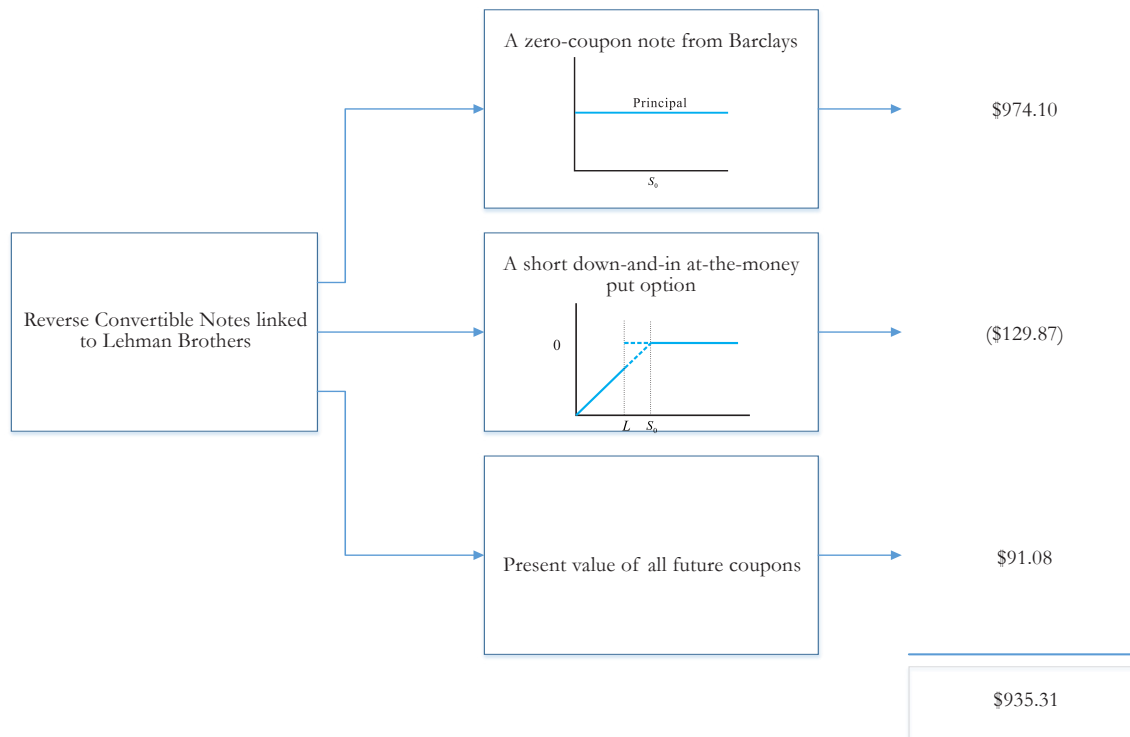 A zero-coupon note from Barclays
Principal
S₀
$974.10
Reverse Convertible Notes linked
to Lehman Brothers
A short down-and-in at-the-money
put option
0
L S₀
($129.87)
Present value of all future coupons
$91.08
$935.31